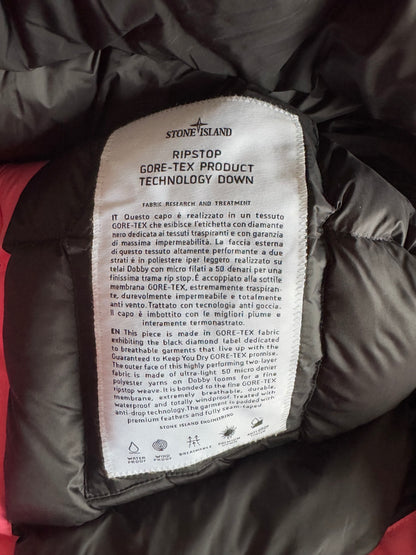 STONE ISLAND
RIPSTOP
GORE-TEX PRODUCT
TECHNOLOGY DOWN
FABRIC RESEARCH AND TREATMENT
IT Questo capo è realizzato in un tessuto
GORE-TEX che esibisce l'etichetta con diamante
nero dedicata ai tessuti traspiranti e con garanzia
di massima impermeabilità. La faccia esterna
di questo tessuto altamente performante a due
strati è in poliestere iper leggero realizzato su
telai Dobby con micro filati a 50 denari per una
finissima trama rip stop. È accoppiato alla sottile
membrana GORE-TEX, estremamente traspiran-
te, durevolmente impermeabile e totalmente
anti vento. Trattato con tecnologia anti goccia.
Il capo è imbottito con le migliori piume e
interamente termonastrato.
EN This piece is made in GORE-TEX fabric
exhibiting the black diamond label dedicated
to breathable garments that live up with the
Guaranteed to Keep You Dry GORE-TEX promise.
The outer face of this highly performing two-layer
fabric is made of ultra-light 50 micro denier
polyester yarns on Dobby looms for a fine
ripstop weave. It is bonded to the fine GORE-TEX
membrane, extremely breathable, durable,
waterproof and totally windproof. Treated with
anti-drop technology. The garment is padded with
premium feathers and fully seam-taped.
STONE ISLAND ENGINEERING
WATER PROOF
WIND PROOF
BREATHABLE
ANTI DROP